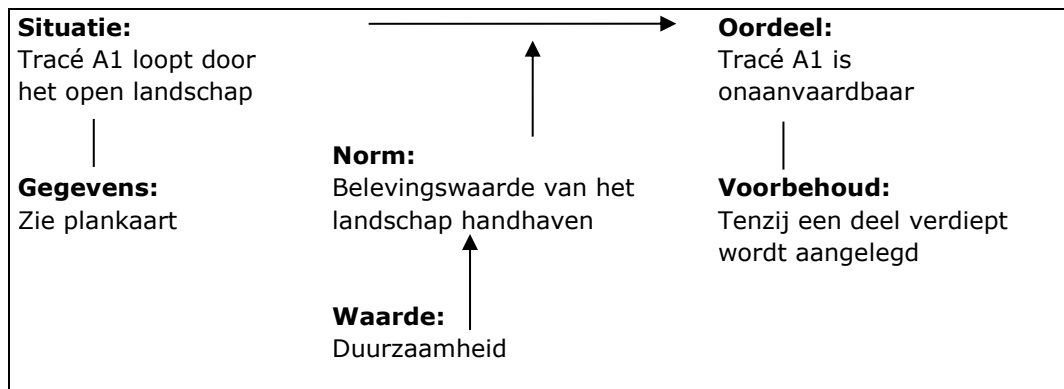 Situatie:
Tracé A1 loopt door
het open landschap
Oordeel:
Tracé A1 is
onaanvaardbaar
Norm:
Belevingswaarde van het
landschap handhaven
Gegevens:
Zie plankaart
Voorbehoud:
Tenzij een deel verdiept
wordt aangelegd
Waarde:
Duurzaamheid